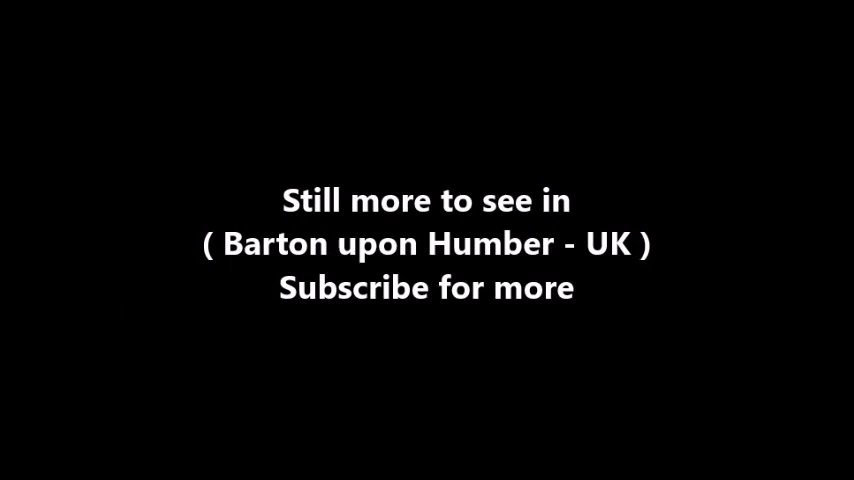 Still more to see in
( Barton upon Humber - UK )
Subscribe for more